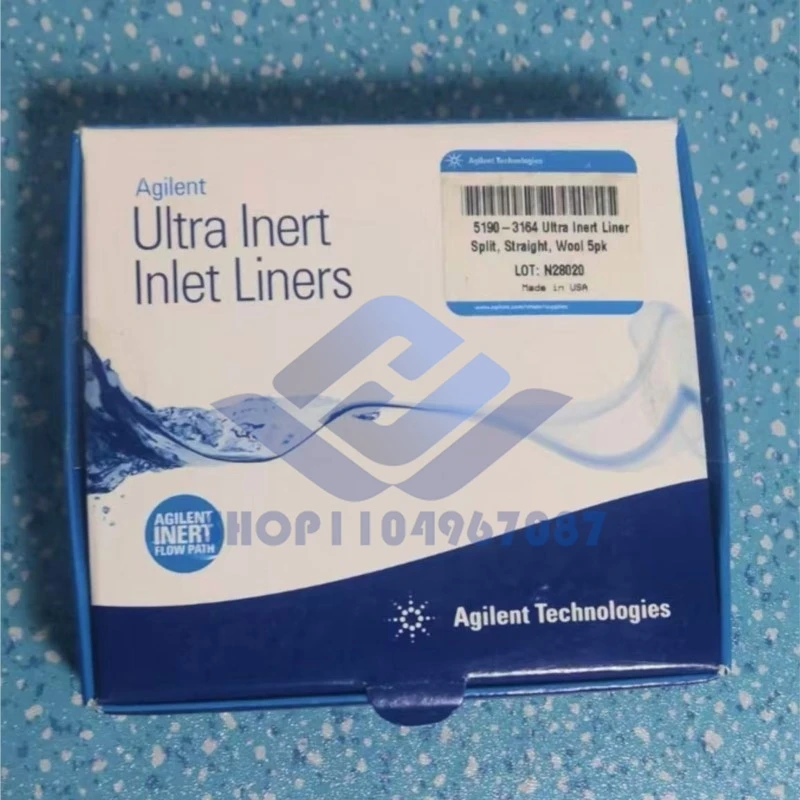 Agilent
Ultra Inert
Inlet Liners
Agilent Technologies
5190-3164 Ultra Inert Liner
Split, Straight, Wool 5pk
LOT: N28020
Made in USA
AGILENT
INERT
FLOW PATH
HOP1104967087
Agilent Technologies